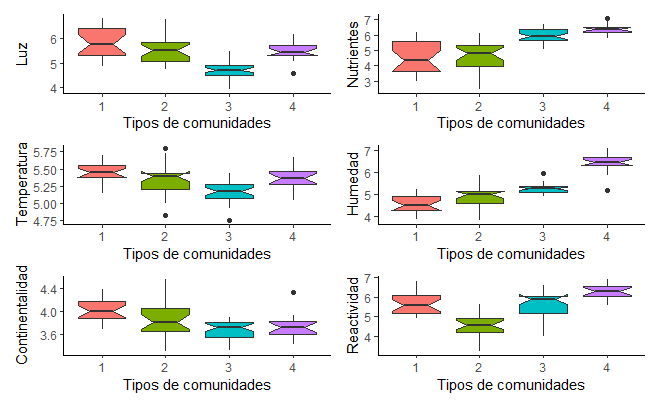 Luz
6
5
4
1 2 3 4
Tipos de comunidades
Nutrientes
7
6
5
4
3
1 2 3 4
Tipos de comunidades
Temperatura
5.75
5.50
5.25
5.00
4.75
1 2 3 4
Tipos de comunidades
Humedad
7
6
5
4
1 2 3 4
Tipos de comunidades
Continentalidad
4.4
4.0
3.6
1 2 3 4
Tipos de comunidades
Reactividad
7
6
5
4
1 2 3 4
Tipos de comunidades